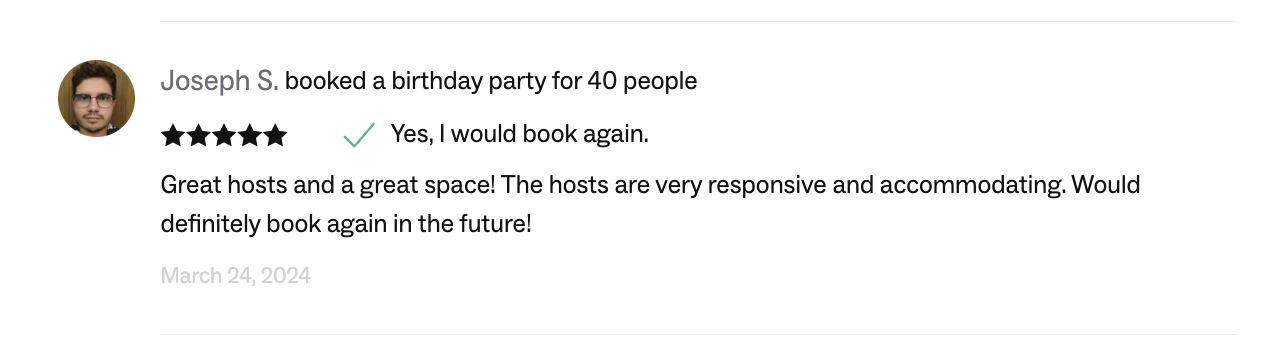 Joseph S. booked a birthday party for 40 people
Yes, I would book again.
Great hosts and a great space! The hosts are very responsive and accommodating. Would
definitely book again in the future!
March 24, 2024